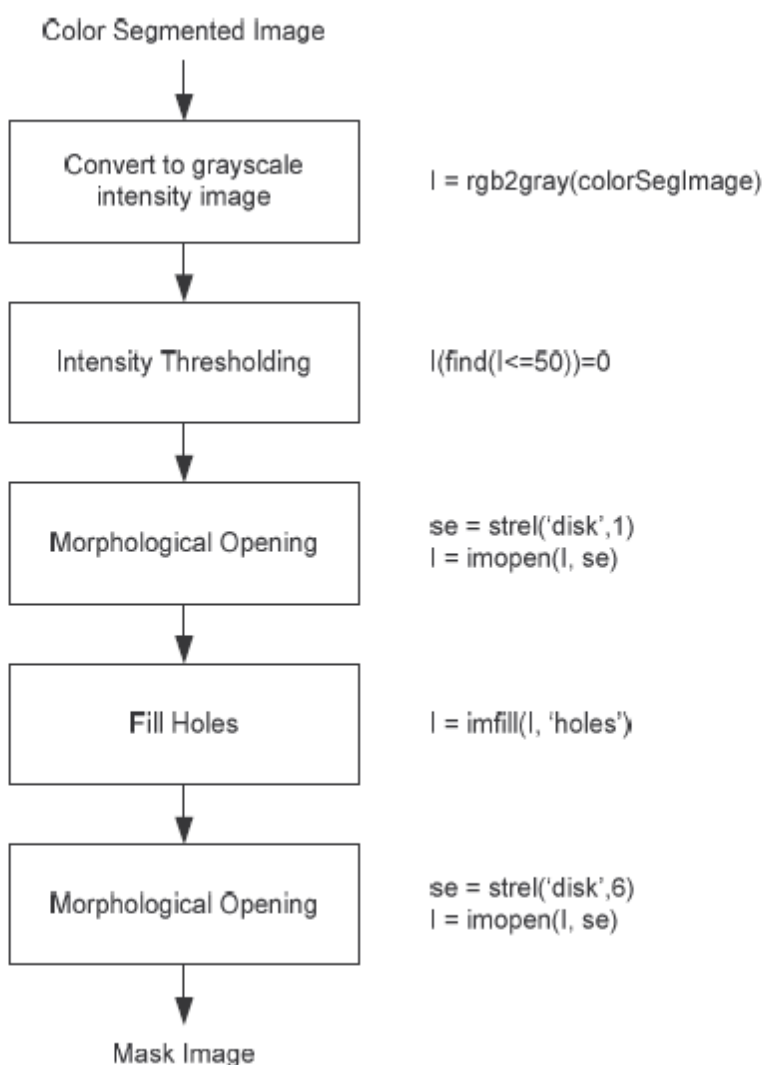 Color Segmented Image
Convert to grayscale
intensity image
I = rgb2gray(colorSegImage)
Intensity Thresholding
I(find(I<=50))=0
Morphological Opening
se = strel(‘disk’,1)
I = imopen(I, se)
Fill Holes
I = imfill(I, ‘holes’)
Morphological Opening
se = strel(‘disk’,6)
I = imopen(I, se)
Mask Image